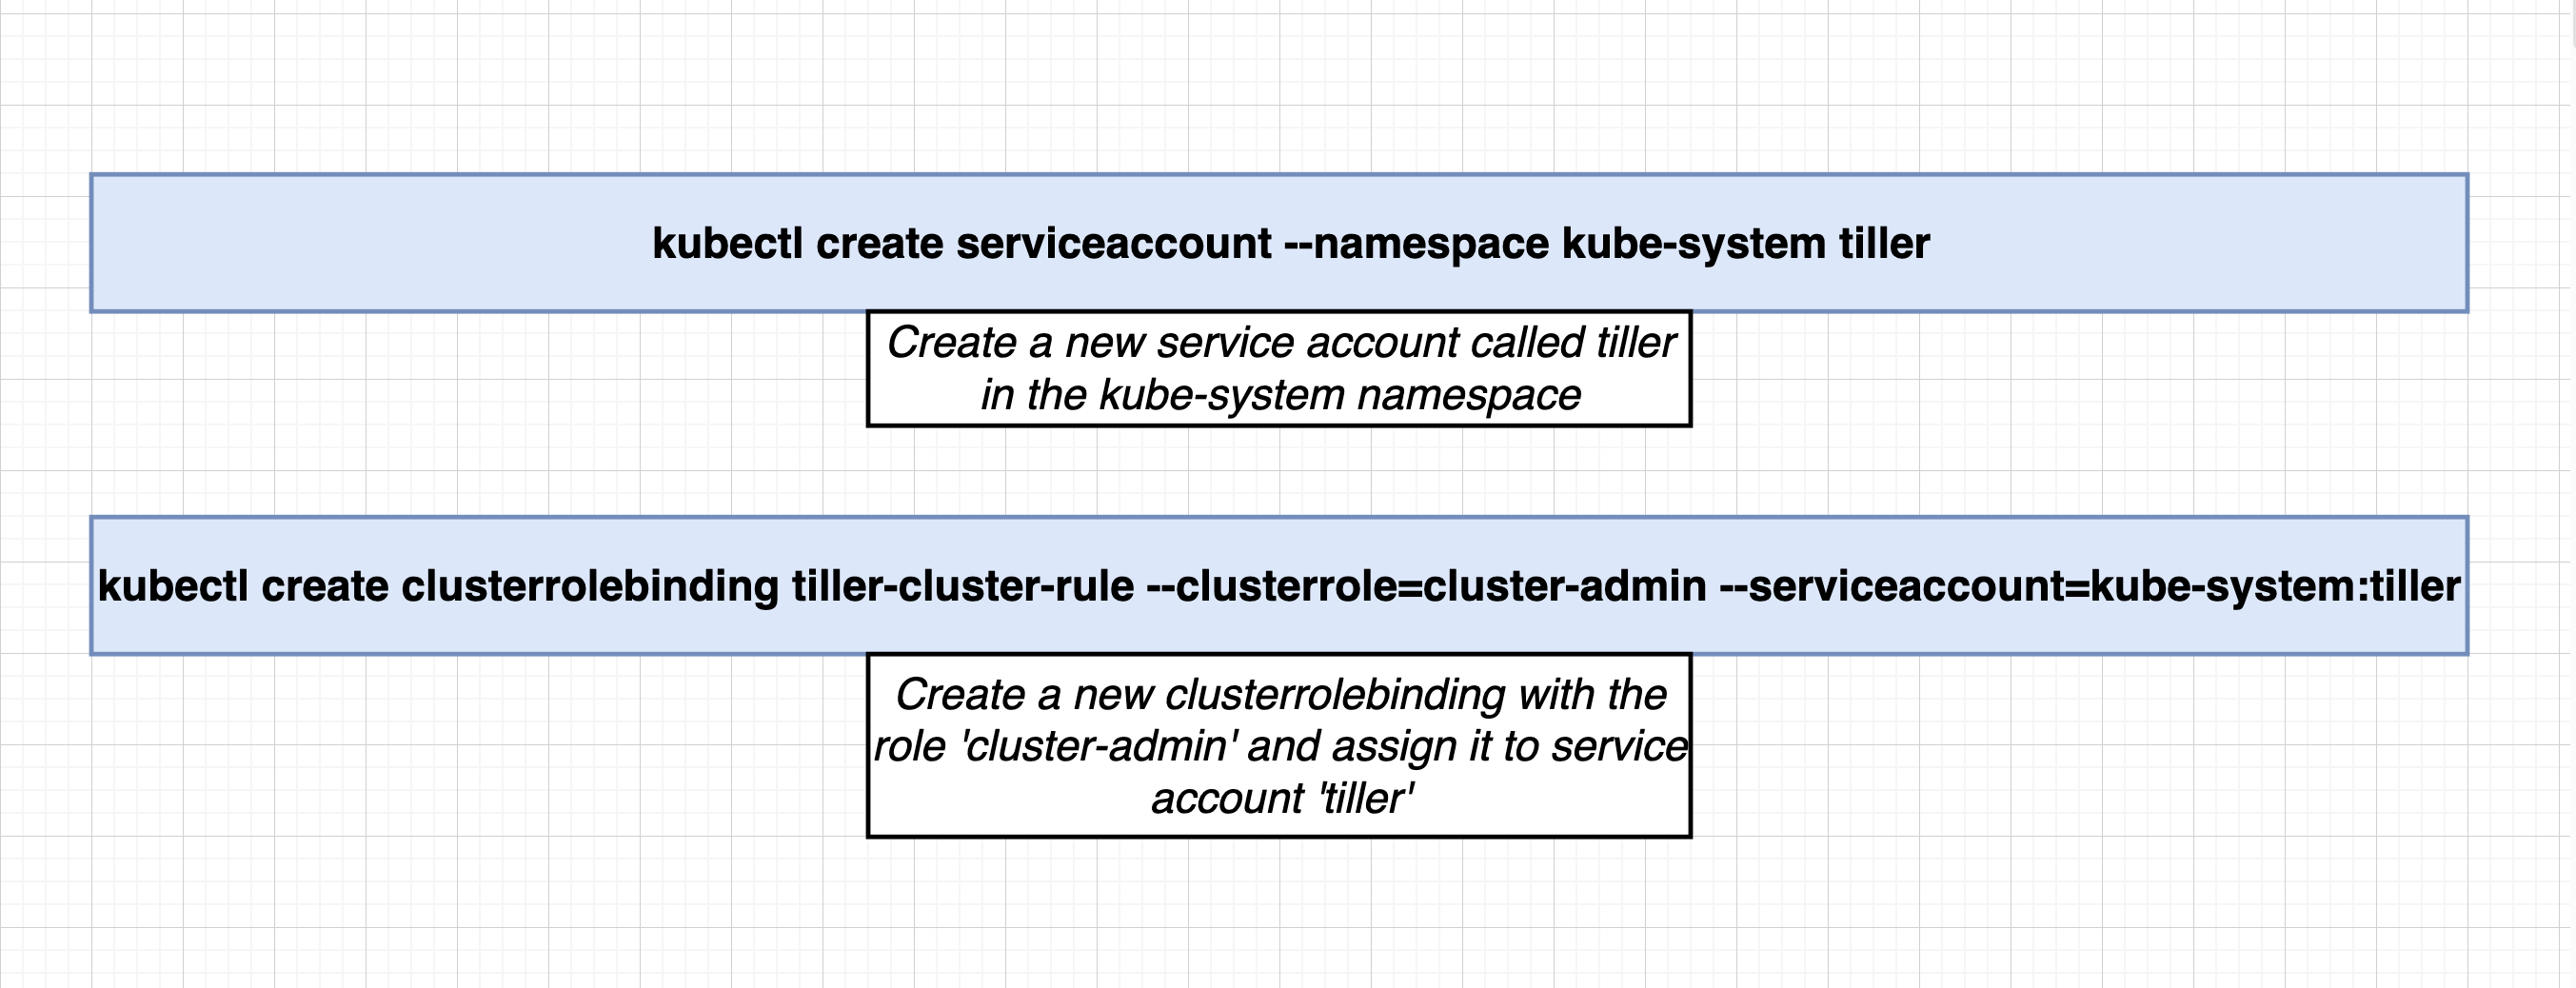 kubectl create serviceaccount --namespace kube-system tiller
Create a new service account called tiller
in the kube-system namespace
kubectl create clusterrolebinding tiller-cluster-rule --clusterrole=cluster-admin --serviceaccount=kube-system:tiller
Create a new clusterrolebinding with the
role 'cluster-admin' and assign it to service
account 'tiller'